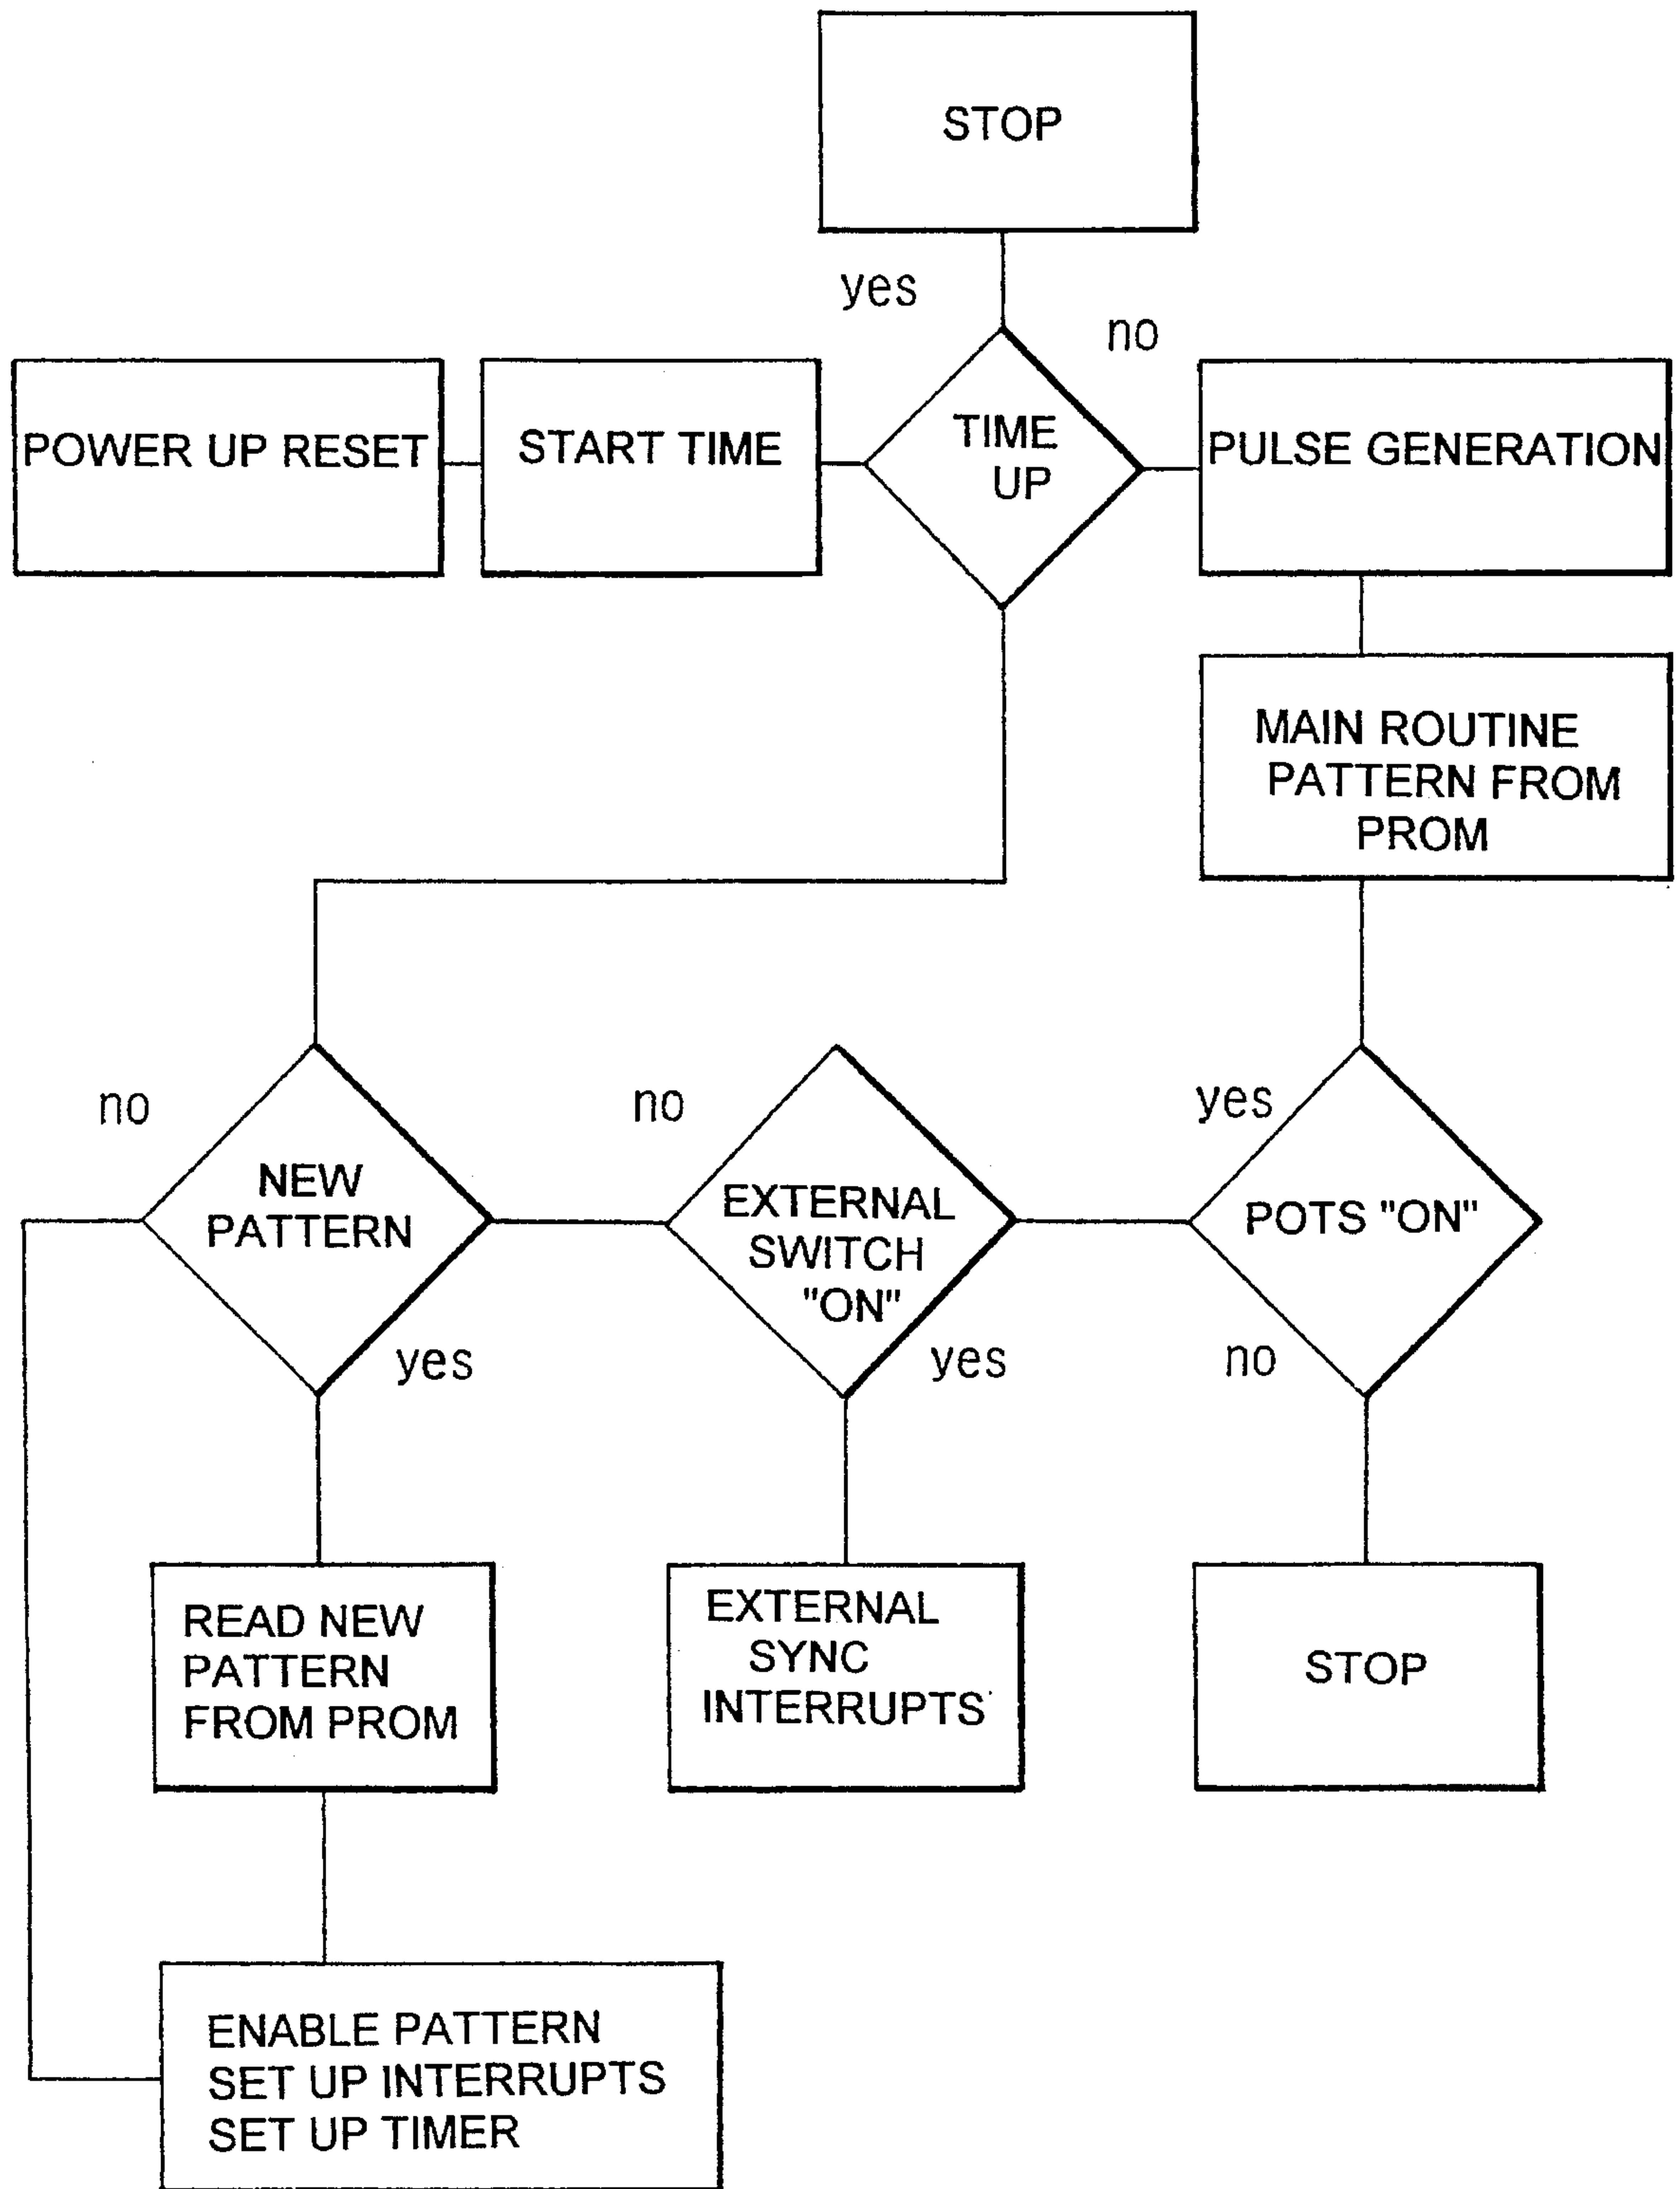 STOP
yes
no
POWER UP RESET
START TIME
TIME
UP
PULSE GENERATION
MAIN ROUTINE
PATTERN FROM
PROM
no
NEW
PATTERN
yes
no
EXTERNAL
SWITCH
"ON"
yes
yes
POTS "ON"
no
READ NEW
PATTERN
FROM PROM
EXTERNAL
SYNC
INTERRUPTS
STOP
ENABLE PATTERN
SET UP INTERRUPTS
SET UP TIMER